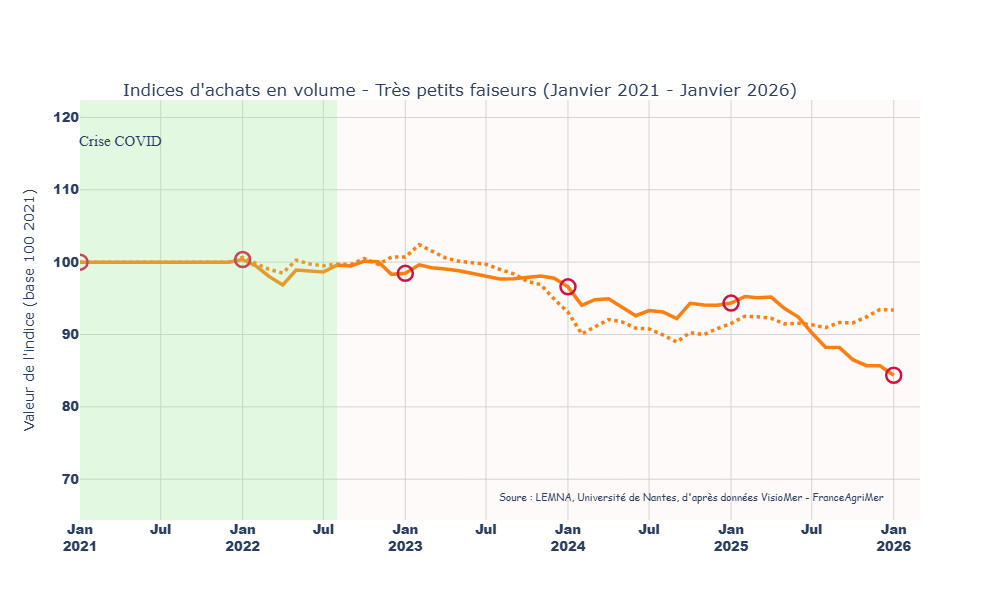 Indices d'achats en volume - Très petits faiseurs (Janvier 2021 - Janvier 2026)
120
Crise COVID
110
100
90
80
70
Valeur de l'indice (base 100 2021)
Soure : LEMNA, Université de Nantes, d'après données VisioMer - FranceAgriMer
Jan Jul Jan Jul Jan Jul Jan Jul Jan Jul Jan
2021 2022 2023 2024 2025 2026